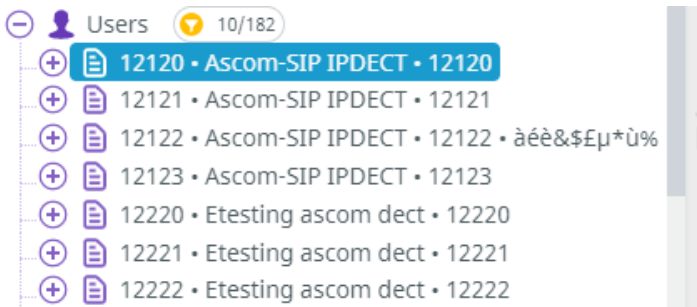 Users 10/182
12120 • Ascom-SIP IPDECT • 12120
12121 • Ascom-SIP IPDECT • 12121
12122 • Ascom-SIP IPDECT • 12122 • àéè&$£µ*ù%
12123 • Ascom-SIP IPDECT • 12123
12220 • Etesting ascom dect • 12220
12221 • Etesting ascom dect • 12221
12222 • Etesting ascom dect • 12222